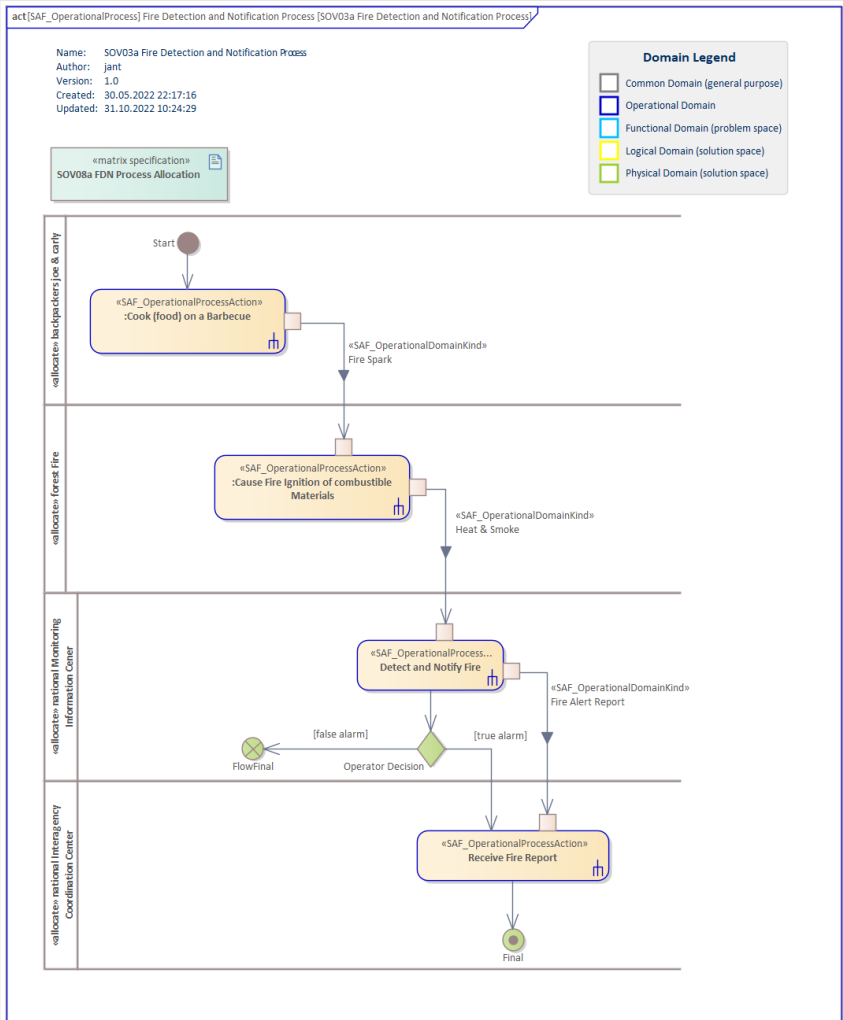 act [SAF_OperationalProcess] Fire Detection and Notification Process [SOV03a Fire Detection and Notification Process]
Name: SOV03a Fire Detection and Notification Process
Author: jant
Version: 1.0
Created: 30.05.2022 22:17:16
Updated: 31.10.2022 10:24:29
Domain Legend
Common Domain (general purpose)
Operational Domain
Functional Domain (problem space)
Logical Domain (solution space)
Physical Domain (solution space)
«matrix specification»
SOV08a FDN Process Allocation
«allocate» backpackers joe & carly
Start
«SAF_OperationalProcessAction»
:Cook (food) on a Barbecue
«SAF_OperationalDomainKind»
Fire Spark
«allocate» forest Fire
«SAF_OperationalProcessAction»
:Cause Fire Ignition of combustible
Materials
«SAF_OperationalDomainKind»
Heat & Smoke
«allocate» national Monitoring
Information Cener
«SAF_OperationalProcess...
Detect and Notify Fire
«SAF_OperationalDomainKind»
Fire Alert Report
[false alarm]
[true alarm]
FlowFinal
Operator Decision
«allocate» national Interagency
Coordination Center
«SAF_OperationalProcessAction»
Receive Fire Report
Final